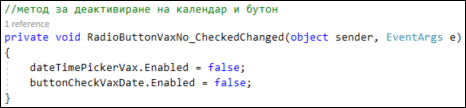 //метод за деактивиране на календар и бутон
1 reference
private void RadioButtonVaxNo_CheckedChanged(object sender, EventArgs e)
{
dateTimePickerVax.Enabled = false;
buttonCheckVaxDate.Enabled = false;
}